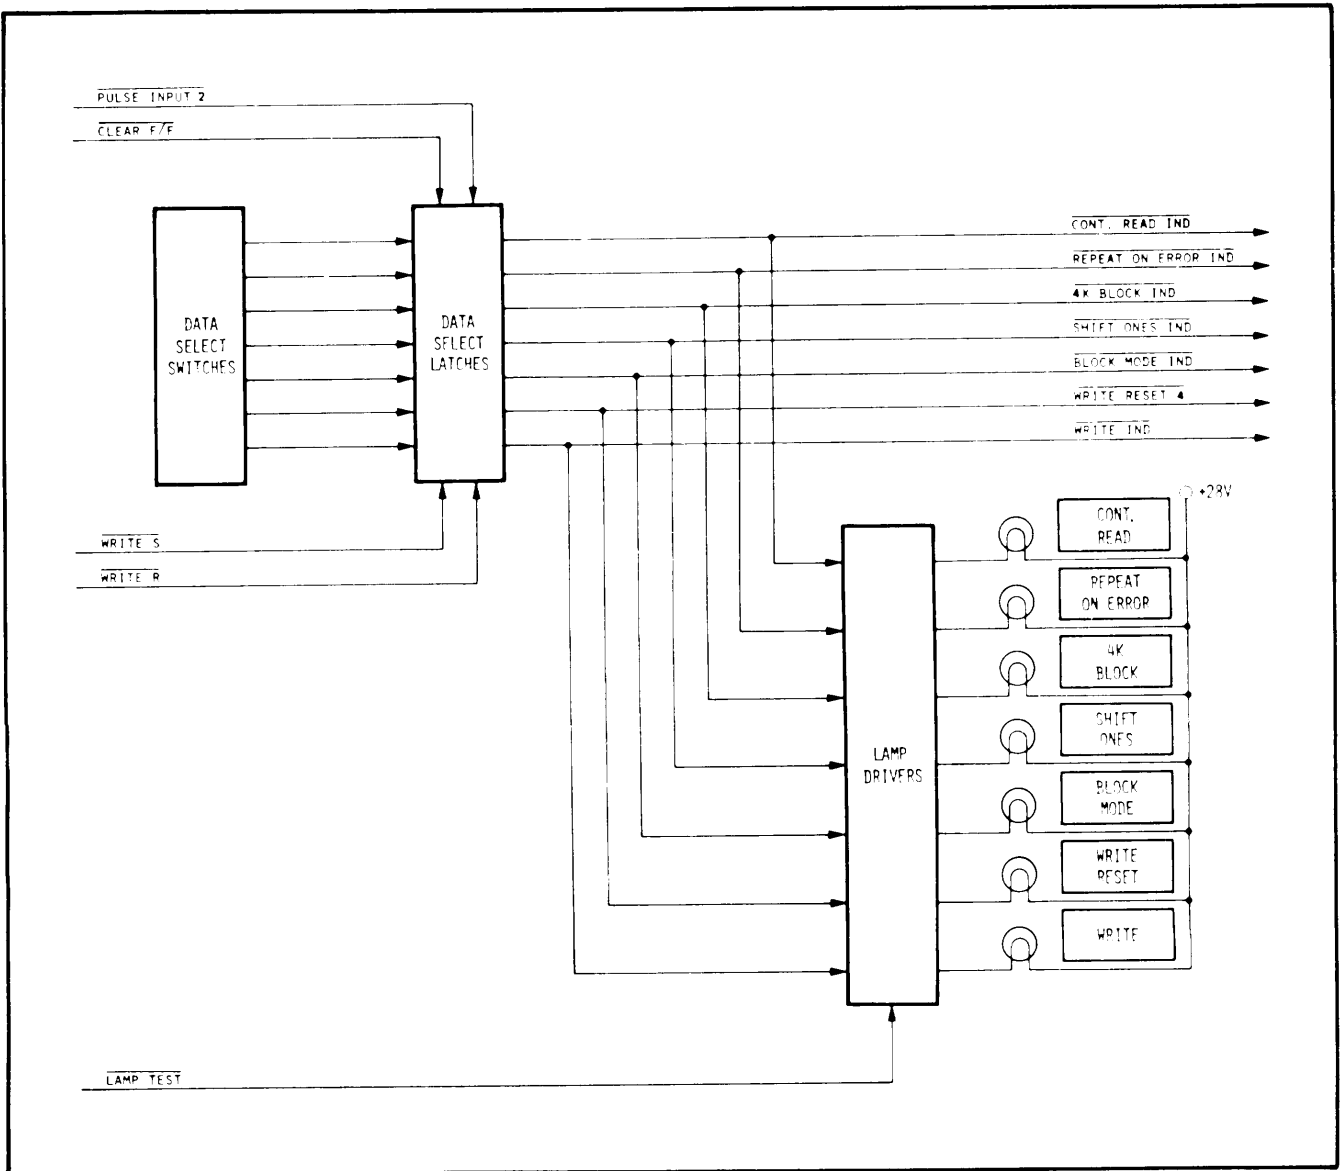 PULSE INPUT 2
CLEAR F/F
CONT. READ IND
REPEAT ON ERROR IND
4K BLOCK IND
SHIFT ONES IND
BLOCK MODE IND
WRITE RESET 4
WRITE IND
DATA
SELECT
SWITCHES
DATA
SELECT
LATCHES
WRITE S
WRITE R
+28V
CONT.
READ
REPEAT
ON ERROR
4K
BLOCK
SHIFT
ONES
BLOCK
MODE
WRITE
RESET
WRITE
LAMP
DRIVERS
LAMP TEST